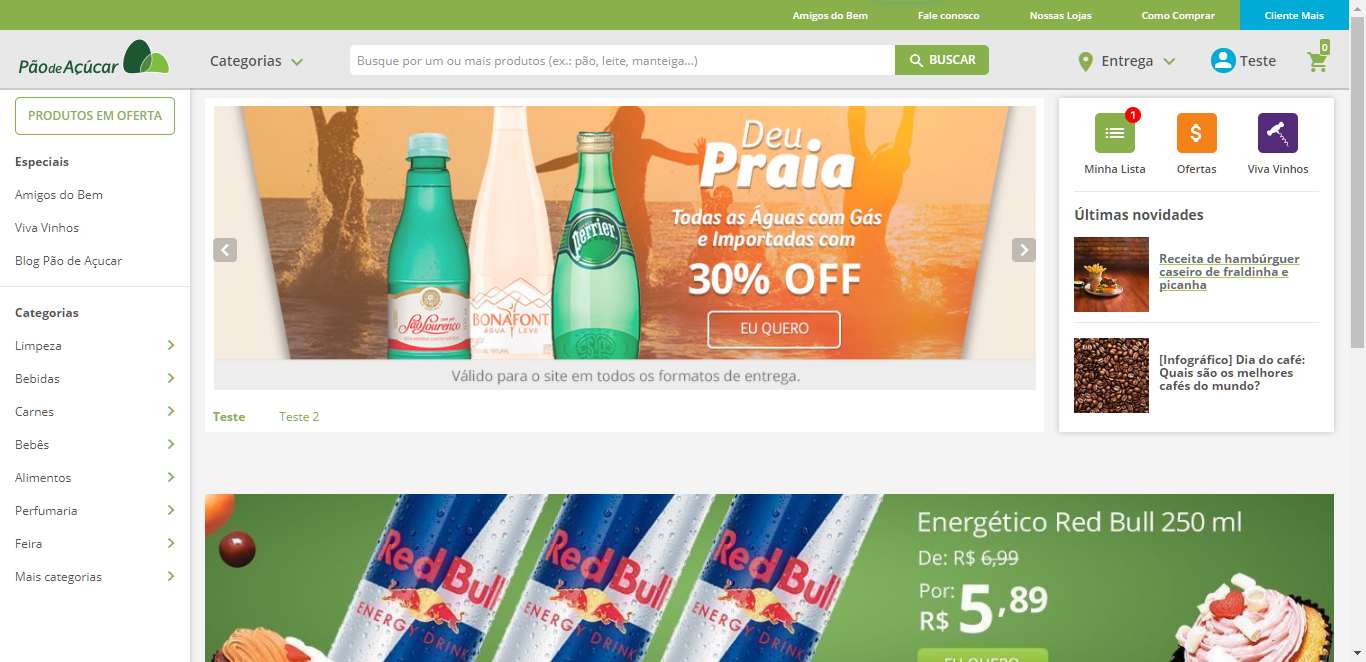 Amigos do Bem
Fale conosco
Nossas Lojas
Como Comprar
Cliente Mais
Pão de Açúcar
Categorias
Busque por um ou mais produtos (ex.: pão, leite, manteiga...)
BUSCAR
Entrega
Teste
0
PRODUTOS EM OFERTA
Especiais
Amigos do Bem
Viva Vinhos
Blog Pão de Açucar
Categorias
Limpeza
Bebidas
Carnes
Bebês
Alimentos
Perfumaria
Feira
Mais categorias
Deu
Praia
Todas as Águas com Gás
e Importadas com
30% OFF
EU QUERO
São Lourenço
BONAFONT
ÁGUA LEVE
perrier
Válido para o site em todos os formatos de entrega.
Teste
Teste 2
1
$
Minha Lista
Ofertas
Viva Vinhos
Últimas novidades
Receita de hambúrguer
caseiro de fraldinha e
picanha
[Infográfico] Dia do café:
Quais são os melhores
cafés do mundo?
Red Bull
ENERGY DRINK
Red Bull
ENERGY DRINK
Red Bull
ENERGY DRINK
Energético Red Bull 250 ml
De: R$ 6,99
Por:
R$ 5,89
EU QUERO